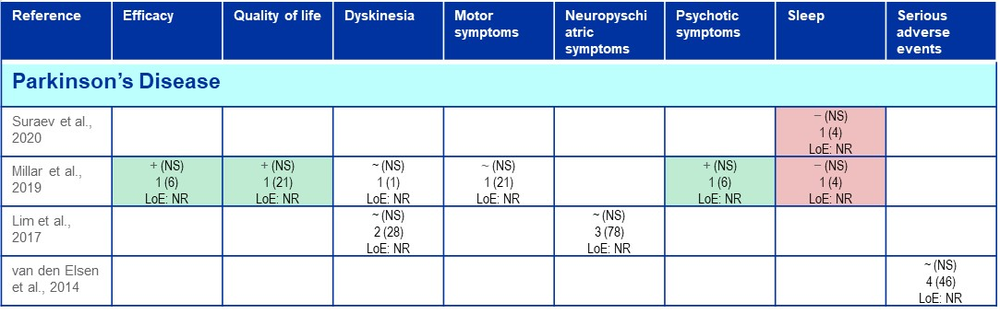 Reference
Efficacy
Quality of life
Dyskinesia
Motor
symptoms
Neuropyschi
atric
symptoms
Psychotic
symptoms
Sleep
Serious
adverse
events
Parkinson's Disease
Suraev et al.,
2020
− (NS)
1 (4)
LoE: NR
Millar et al.,
2019
+ (NS)
1 (6)
LoE: NR
+ (NS)
1 (21)
LoE: NR
~ (NS)
1 (1)
LoE: NR
~ (NS)
1 (21)
LoE: NR
+ (NS)
1 (6)
LoE: NR
− (NS)
1 (4)
LoE: NR
Lim et al.,
2017
~ (NS)
2 (28)
LoE: NR
~ (NS)
3 (78)
LoE: NR
van den Elsen
et al., 2014
~ (NS)
4 (46)
LoE: NR